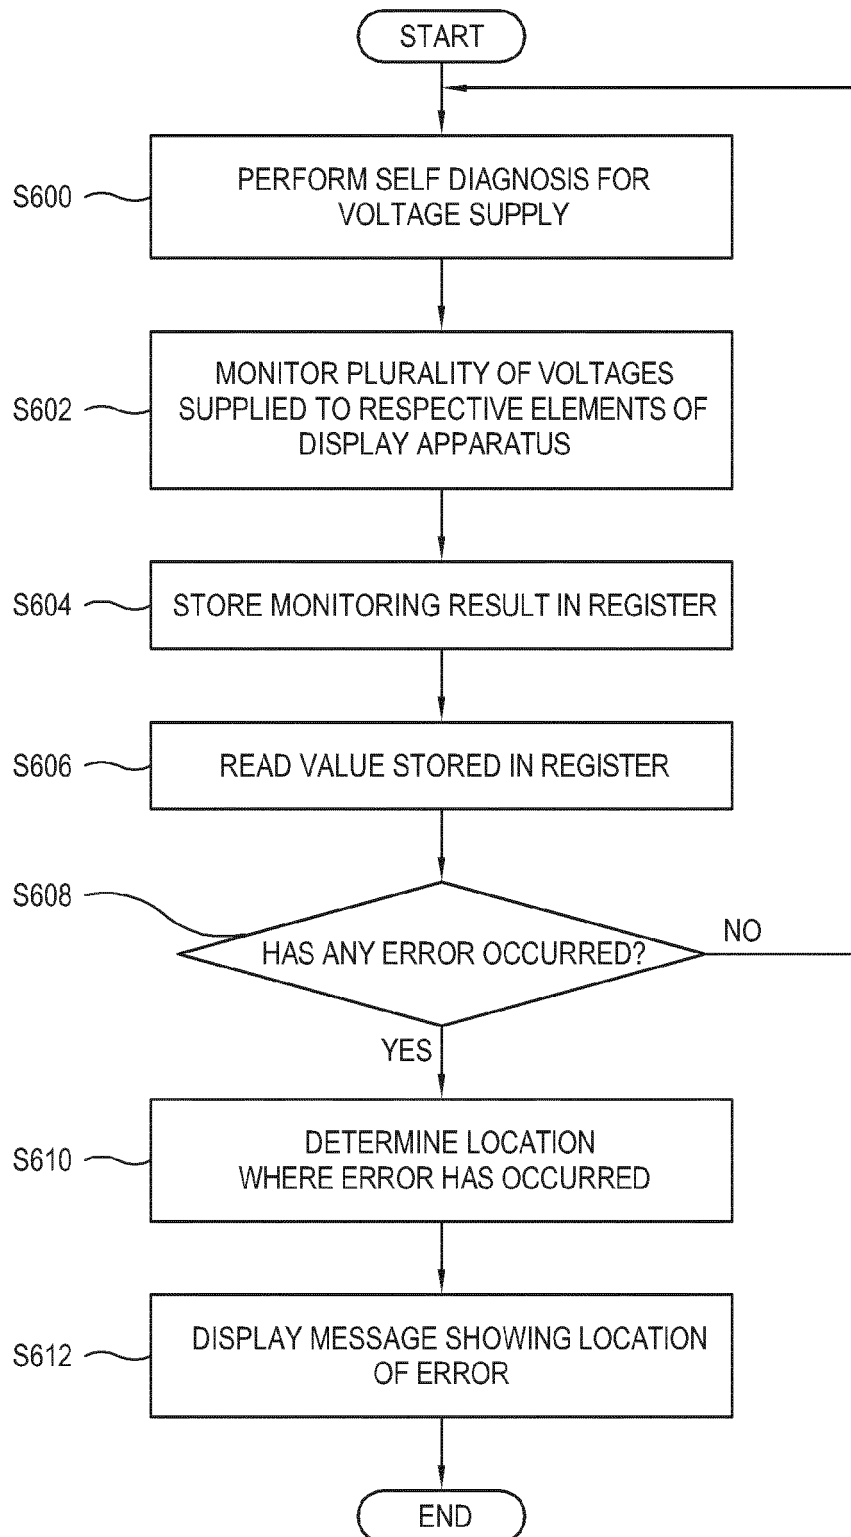 START
S600
PERFORM SELF DIAGNOSIS FOR
VOLTAGE SUPPLY
S602
MONITOR PLURALITY OF VOLTAGES
SUPPLIED TO RESPECTIVE ELEMENTS OF
DISPLAY APPARATUS
S604
STORE MONITORING RESULT IN REGISTER
S606
READ VALUE STORED IN REGISTER
S608
HAS ANY ERROR OCCURRED?
NO
YES
S610
DETERMINE LOCATION
WHERE ERROR HAS OCCURRED
S612
DISPLAY MESSAGE SHOWING LOCATION
OF ERROR
END